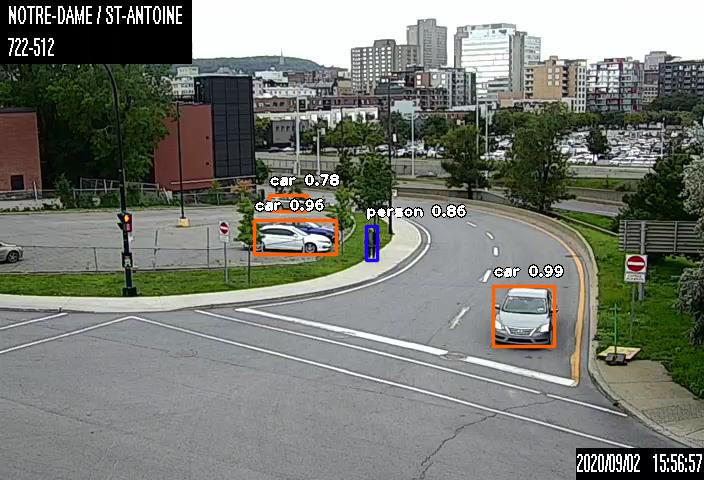 NOTRE-DAME / ST-ANTOINE
722-512
car 0.78
car 0.96
person 0.86
car 0.99
2020/09/02 15:56:57